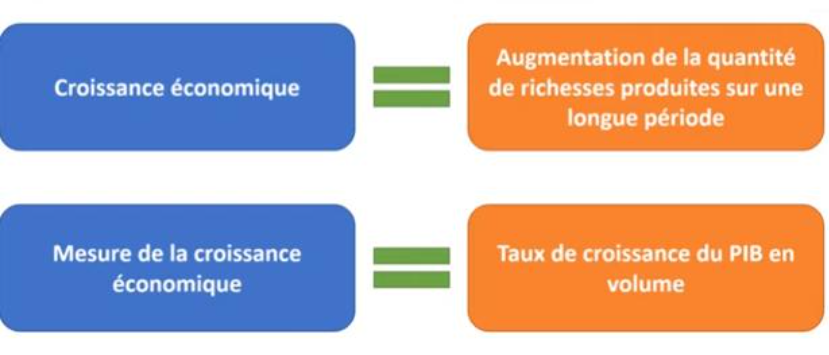 Croissance économique
Augmentation de la quantité
de richesses produites sur une
longue période
Mesure de la croissance
économique
Taux de croissance du PIB en
volume